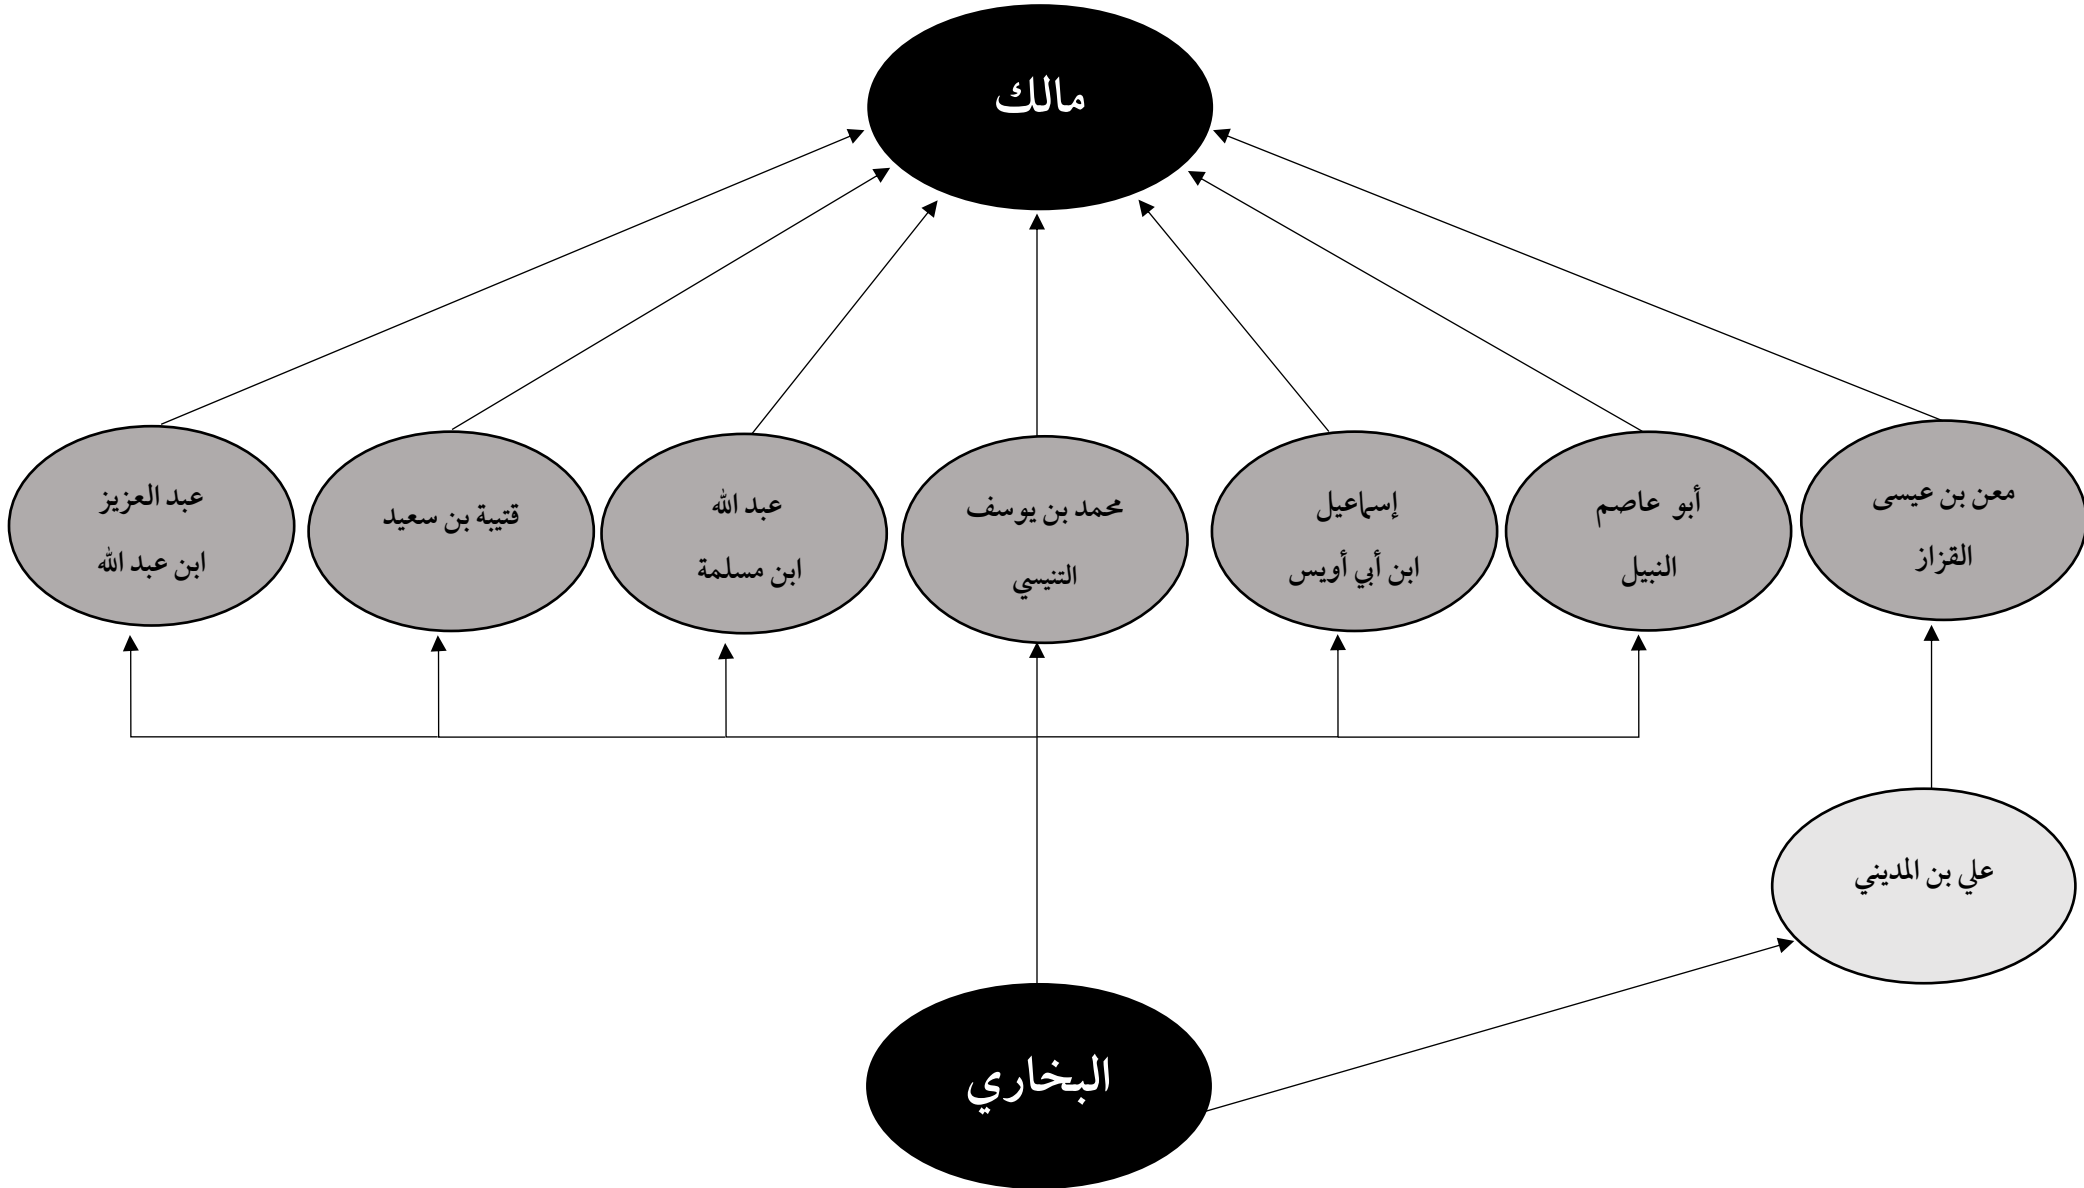 مالك
معن بن عيسى
القزاز
أبو عاصم
النبيل
إسماعيل
ابن أبي أويس
محمد بن يوسف
التنيسي
عبد الله
ابن مسلمة
قتيبة بن سعيد
عبد العزيز
ابن عبد الله
علي بن المديني
البخاري